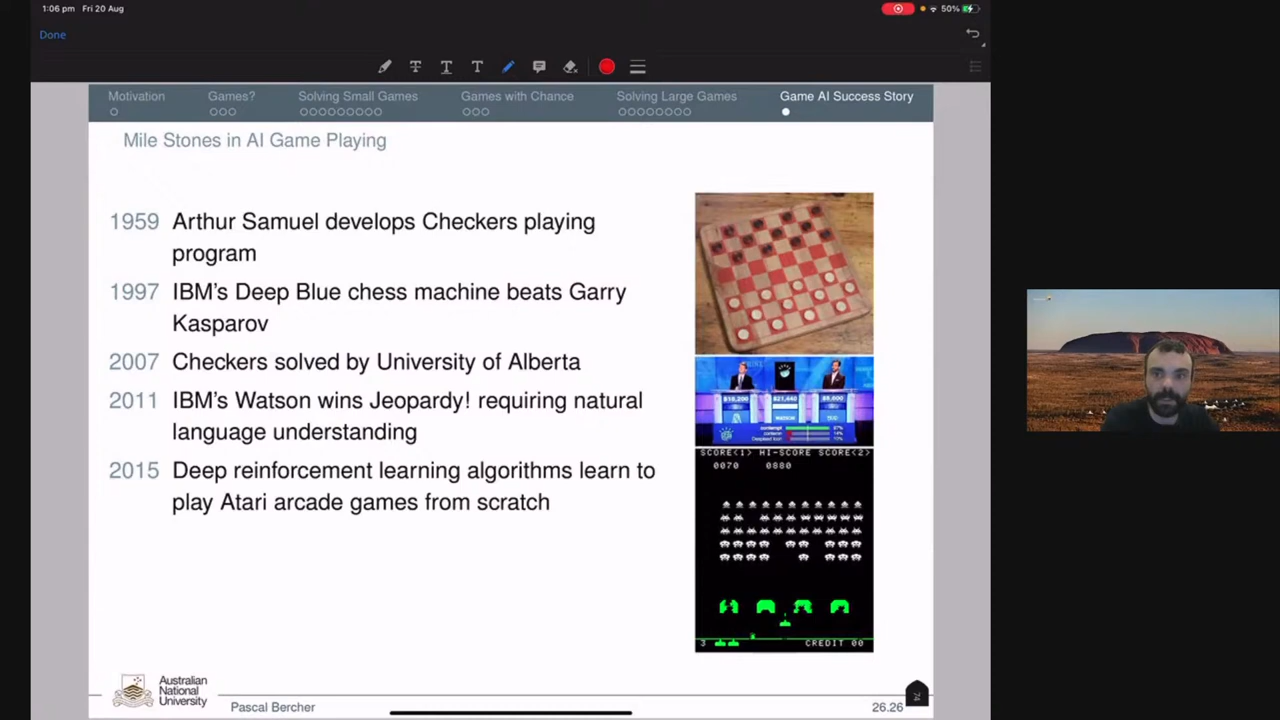 1:06 pm Fri 20 Aug
50%
Done
T T T
Motivation Games? Solving Small Games Games with Chance Solving Large Games Game AI Success Story
Mile Stones in AI Game Playing
1959 Arthur Samuel develops Checkers playing
program
1997 IBM's Deep Blue chess machine beats Garry
Kasparov
2007 Checkers solved by University of Alberta
2011 IBM's Watson wins Jeopardy! requiring natural
language understanding
2015 Deep reinforcement learning algorithms learn to
play Atari arcade games from scratch
SCORE<1> HI-SCORE SCORE<2>
0070 0880
3 CREDIT 00
Australian
National
University
Pascal Bercher
26.26
74